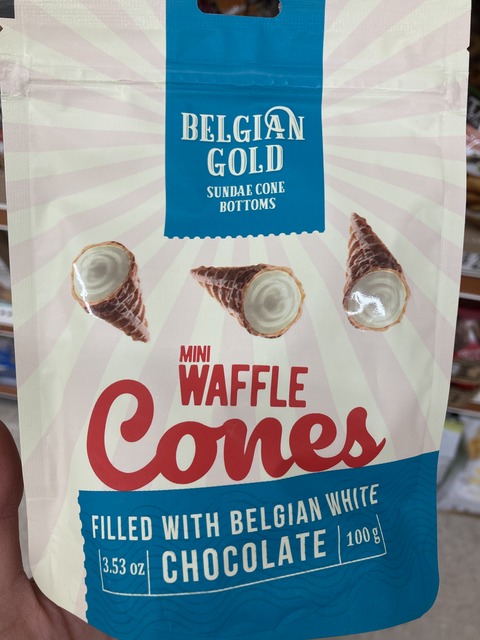 BELGIAN
GOLD
SUNDAE CONE
BOTTOMS
MINI
WAFFLE
Cones
FILLED WITH BELGIAN WHITE
3.53 oz CHOCOLATE 100 g